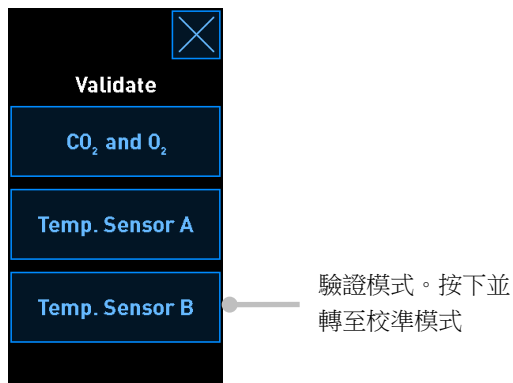 Validate
CO₂ and O₂
Temp. Sensor A
Temp. Sensor B
驗證模式。按下並
轉至校準模式